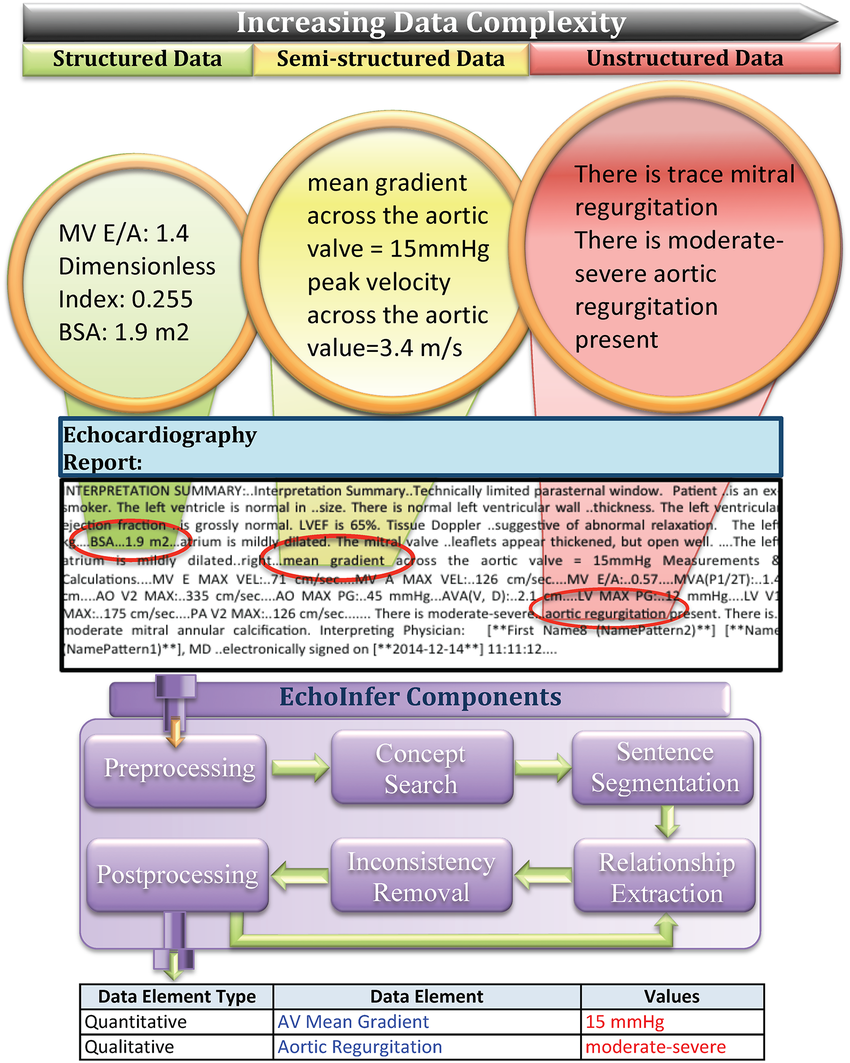 Increasing Data Complexity
Structured Data
Semi-structured Data
Unstructured Data
MV E/A: 1.4
Dimensionless
Index: 0.255
BSA: 1.9 m2
mean gradient
across the aortic
valve = 15mmHg
peak velocity
across the aortic
value=3.4 m/s
There is trace mitral
regurgitation
There is moderate-
severe aortic
regurgitation
present
Echocardiography
Report:
INTERPRETATION SUMMARY:..Interpretation Summary..Technically limited parasternal window. Patient ..is an ex-
smoker. The left ventricle is normal in ..size. There is normal left ventricular wall ..thickness. The left ventricular
ejection fraction ..is grossly normal. LVEF is 65%. Tissue Doppler ..suggestive of abnormal relaxation. The left
kg....BSA...1.9 m2...atrium is mildly dilated. The mitral valve ..leaflets appear thickened, but open well. ....The left
atrium is mildly dilated..right...mean gradient across the aortic valve = 15mmHg Measurements &
Calculations....MV E MAX VEL:..71 cm/sec...MV A MAX VEL:..126 cm/sec....MV E/A:..0.57....MVA(P1/2T):..1.4
cm....AO V2 MAX:..335 cm/sec....AO MAX PG:..45 mmHg...AVA(V, D):..2.1 cm....LV MAX PG:..12 mmHg....LV V1
MAX:..175 cm/sec....PA V2 MAX:..126 cm/sec....... There is moderate-severe..aortic regurgitation present. There is.
moderate mitral annular calcification. Interpreting Physician: [**First Name8 (NamePattern2)**] [**Name
(NamePattern1)**], MD ..electronically signed on [**2014-12-14**] 11:11:12....
EchoInfer Components
Preprocessing
Concept
Search
Sentence
Segmentation
Relationship
Extraction
Inconsistency
Removal
Postprocessing
Data Element Type Data Element Values
Quantitative AV Mean Gradient 15 mmHg
Qualitative Aortic Regurgitation moderate-severe